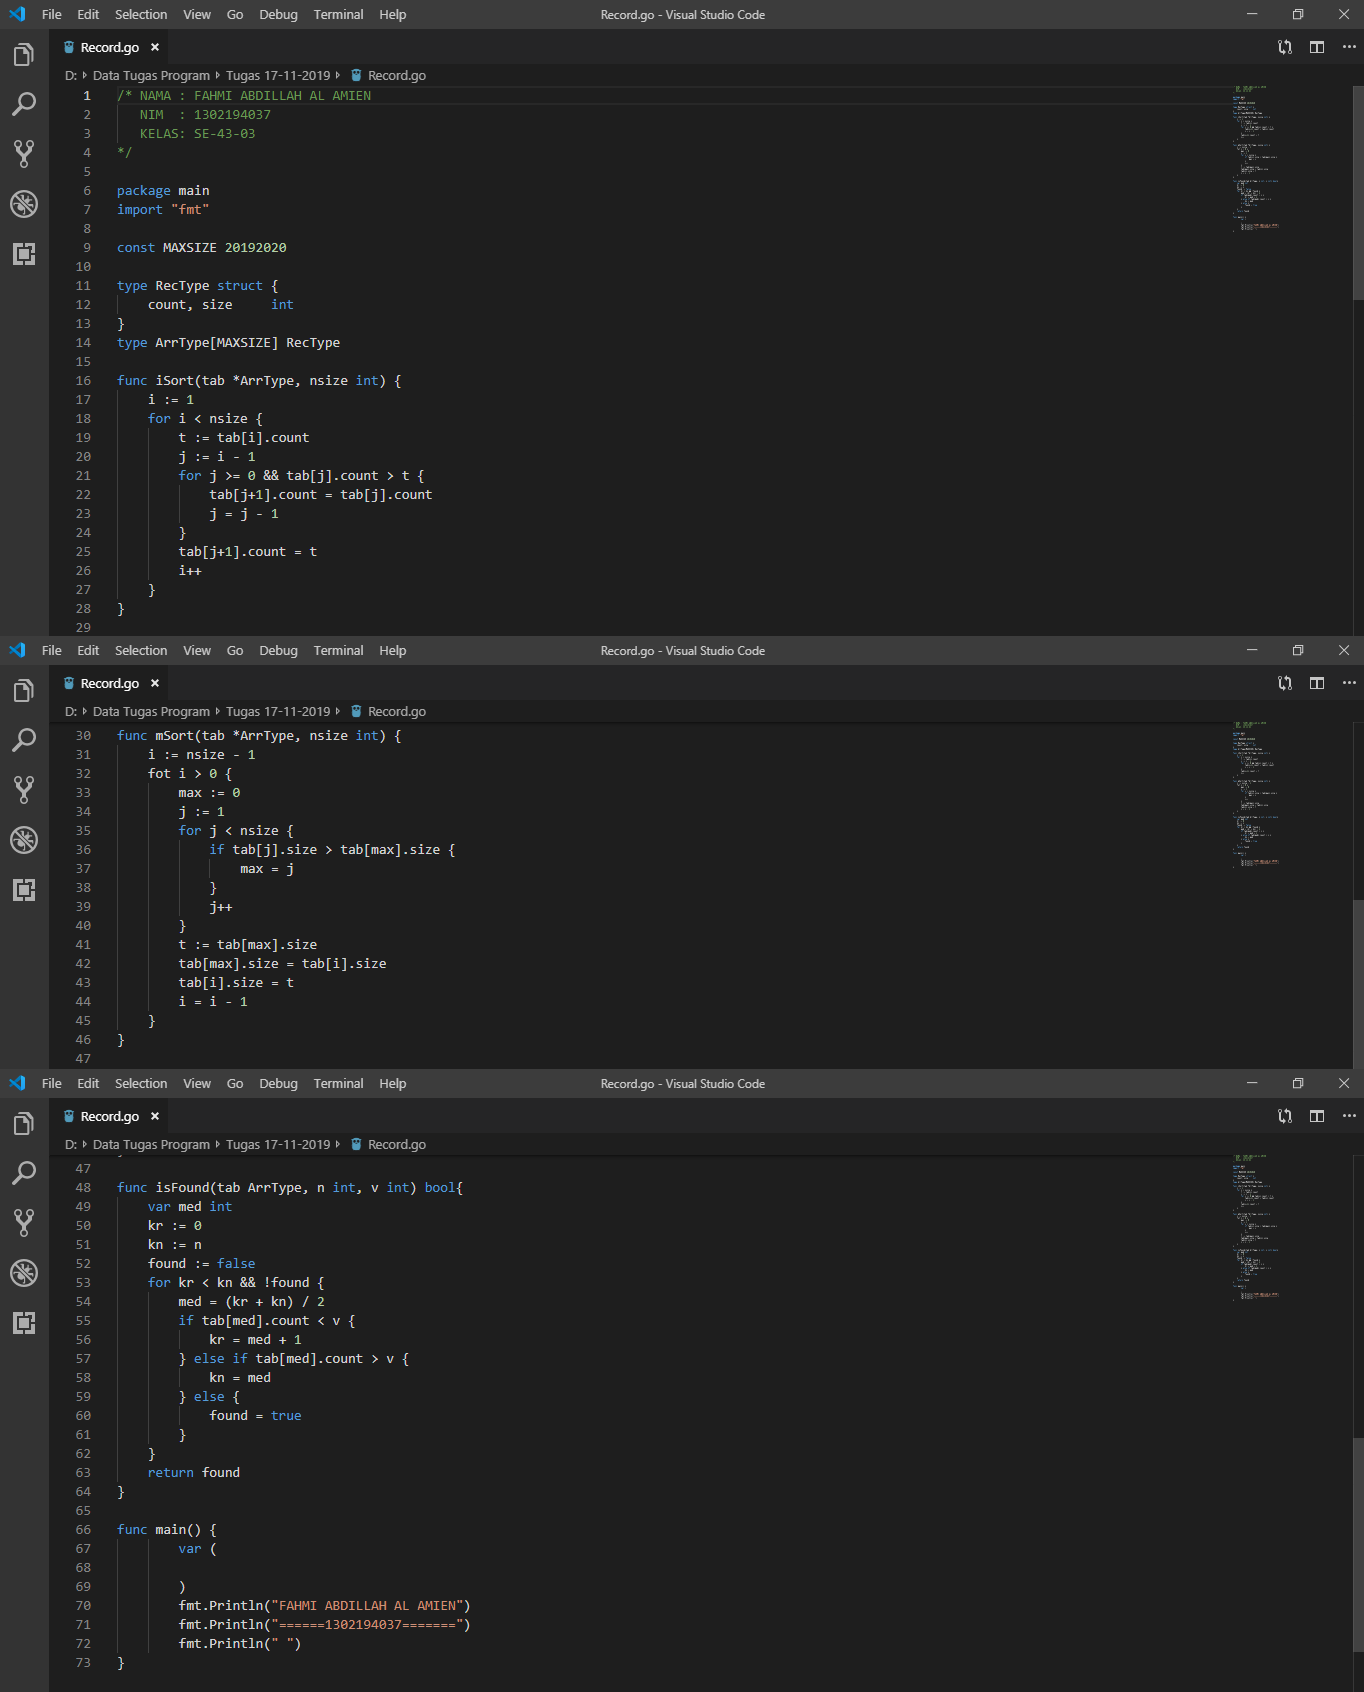 File Edit Selection View Go Debug Terminal Help Record.go - Visual Studio Code
Record.go
D: Data Tugas Program Tugas 17-11-2019 Record.go
1 /* NAMA : FAHMI ABDILLAH AL AMIEN
2    NIM  : 1302194037
3    KELAS: SE-43-03
4 */
5
6 package main
7 import "fmt"
8
9 const MAXSIZE 20192020
10
11 type RecType struct {
12     count, size     int
13 }
14 type ArrType[MAXSIZE] RecType
15
16 func iSort(tab *ArrType, nsize int) {
17     i := 1
18     for i < nsize {
19         t := tab[i].count
20         j := i - 1
21         for j >= 0 && tab[j].count > t {
22             tab[j+1].count = tab[j].count
23             j = j - 1
24         }
25         tab[j+1].count = t
26         i++
27     }
28 }
29
File Edit Selection View Go Debug Terminal Help Record.go - Visual Studio Code
Record.go
D: Data Tugas Program Tugas 17-11-2019 Record.go
30 func mSort(tab *ArrType, nsize int) {
31     i := nsize - 1
32     fot i > 0 {
33         max := 0
34         j := 1
35         for j < nsize {
36             if tab[j].size > tab[max].size {
37                 max = j
38             }
39             j++
40         }
41         t := tab[max].size
42         tab[max].size = tab[i].size
43         tab[i].size = t
44         i = i - 1
45     }
46 }
47
File Edit Selection View Go Debug Terminal Help Record.go - Visual Studio Code
Record.go
D: Data Tugas Program Tugas 17-11-2019 Record.go
47
48 func isFound(tab ArrType, n int, v int) bool{
49     var med int
50     kr := 0
51     kn := n
52     found := false
53     for kr < kn && !found {
54         med = (kr + kn) / 2
55         if tab[med].count < v {
56             kr = med + 1
57         } else if tab[med].count > v {
58             kn = med
59         } else {
60             found = true
61         }
62     }
63     return found
64 }
65
66 func main() {
67         var (
68
69         )
70         fmt.Println("FAHMI ABDILLAH AL AMIEN")
71         fmt.Println("======1302194037=======")
72         fmt.Println(" ")
73 }